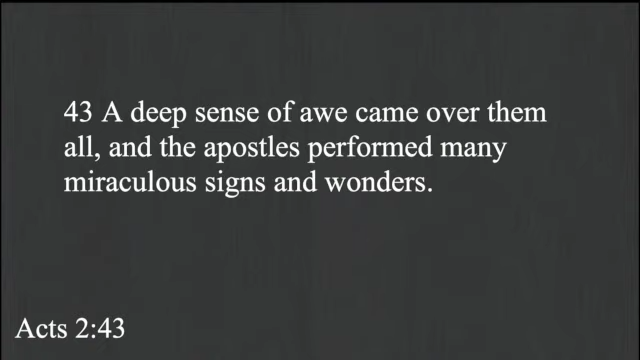 43 A deep sense of awe came over them
all, and the apostles performed many
miraculous signs and wonders.
Acts 2:43